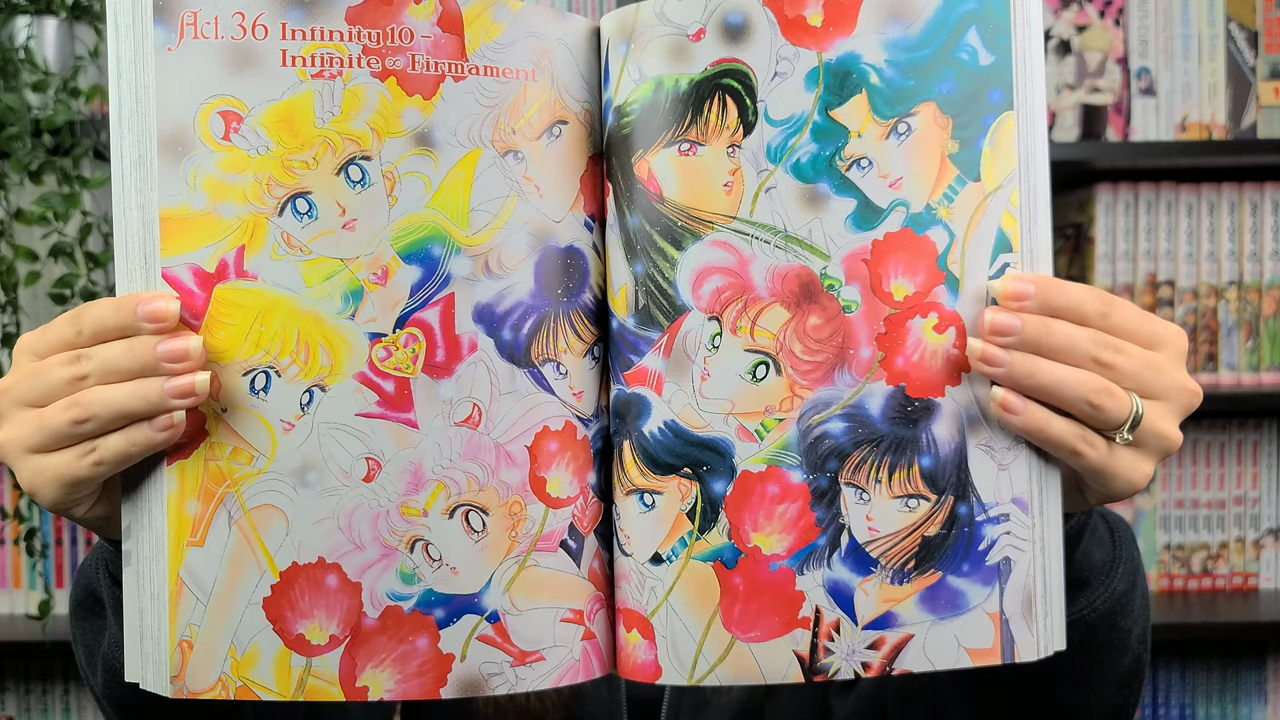 Act. 36 Infinity 10 –
Infinite ∞ Firmament